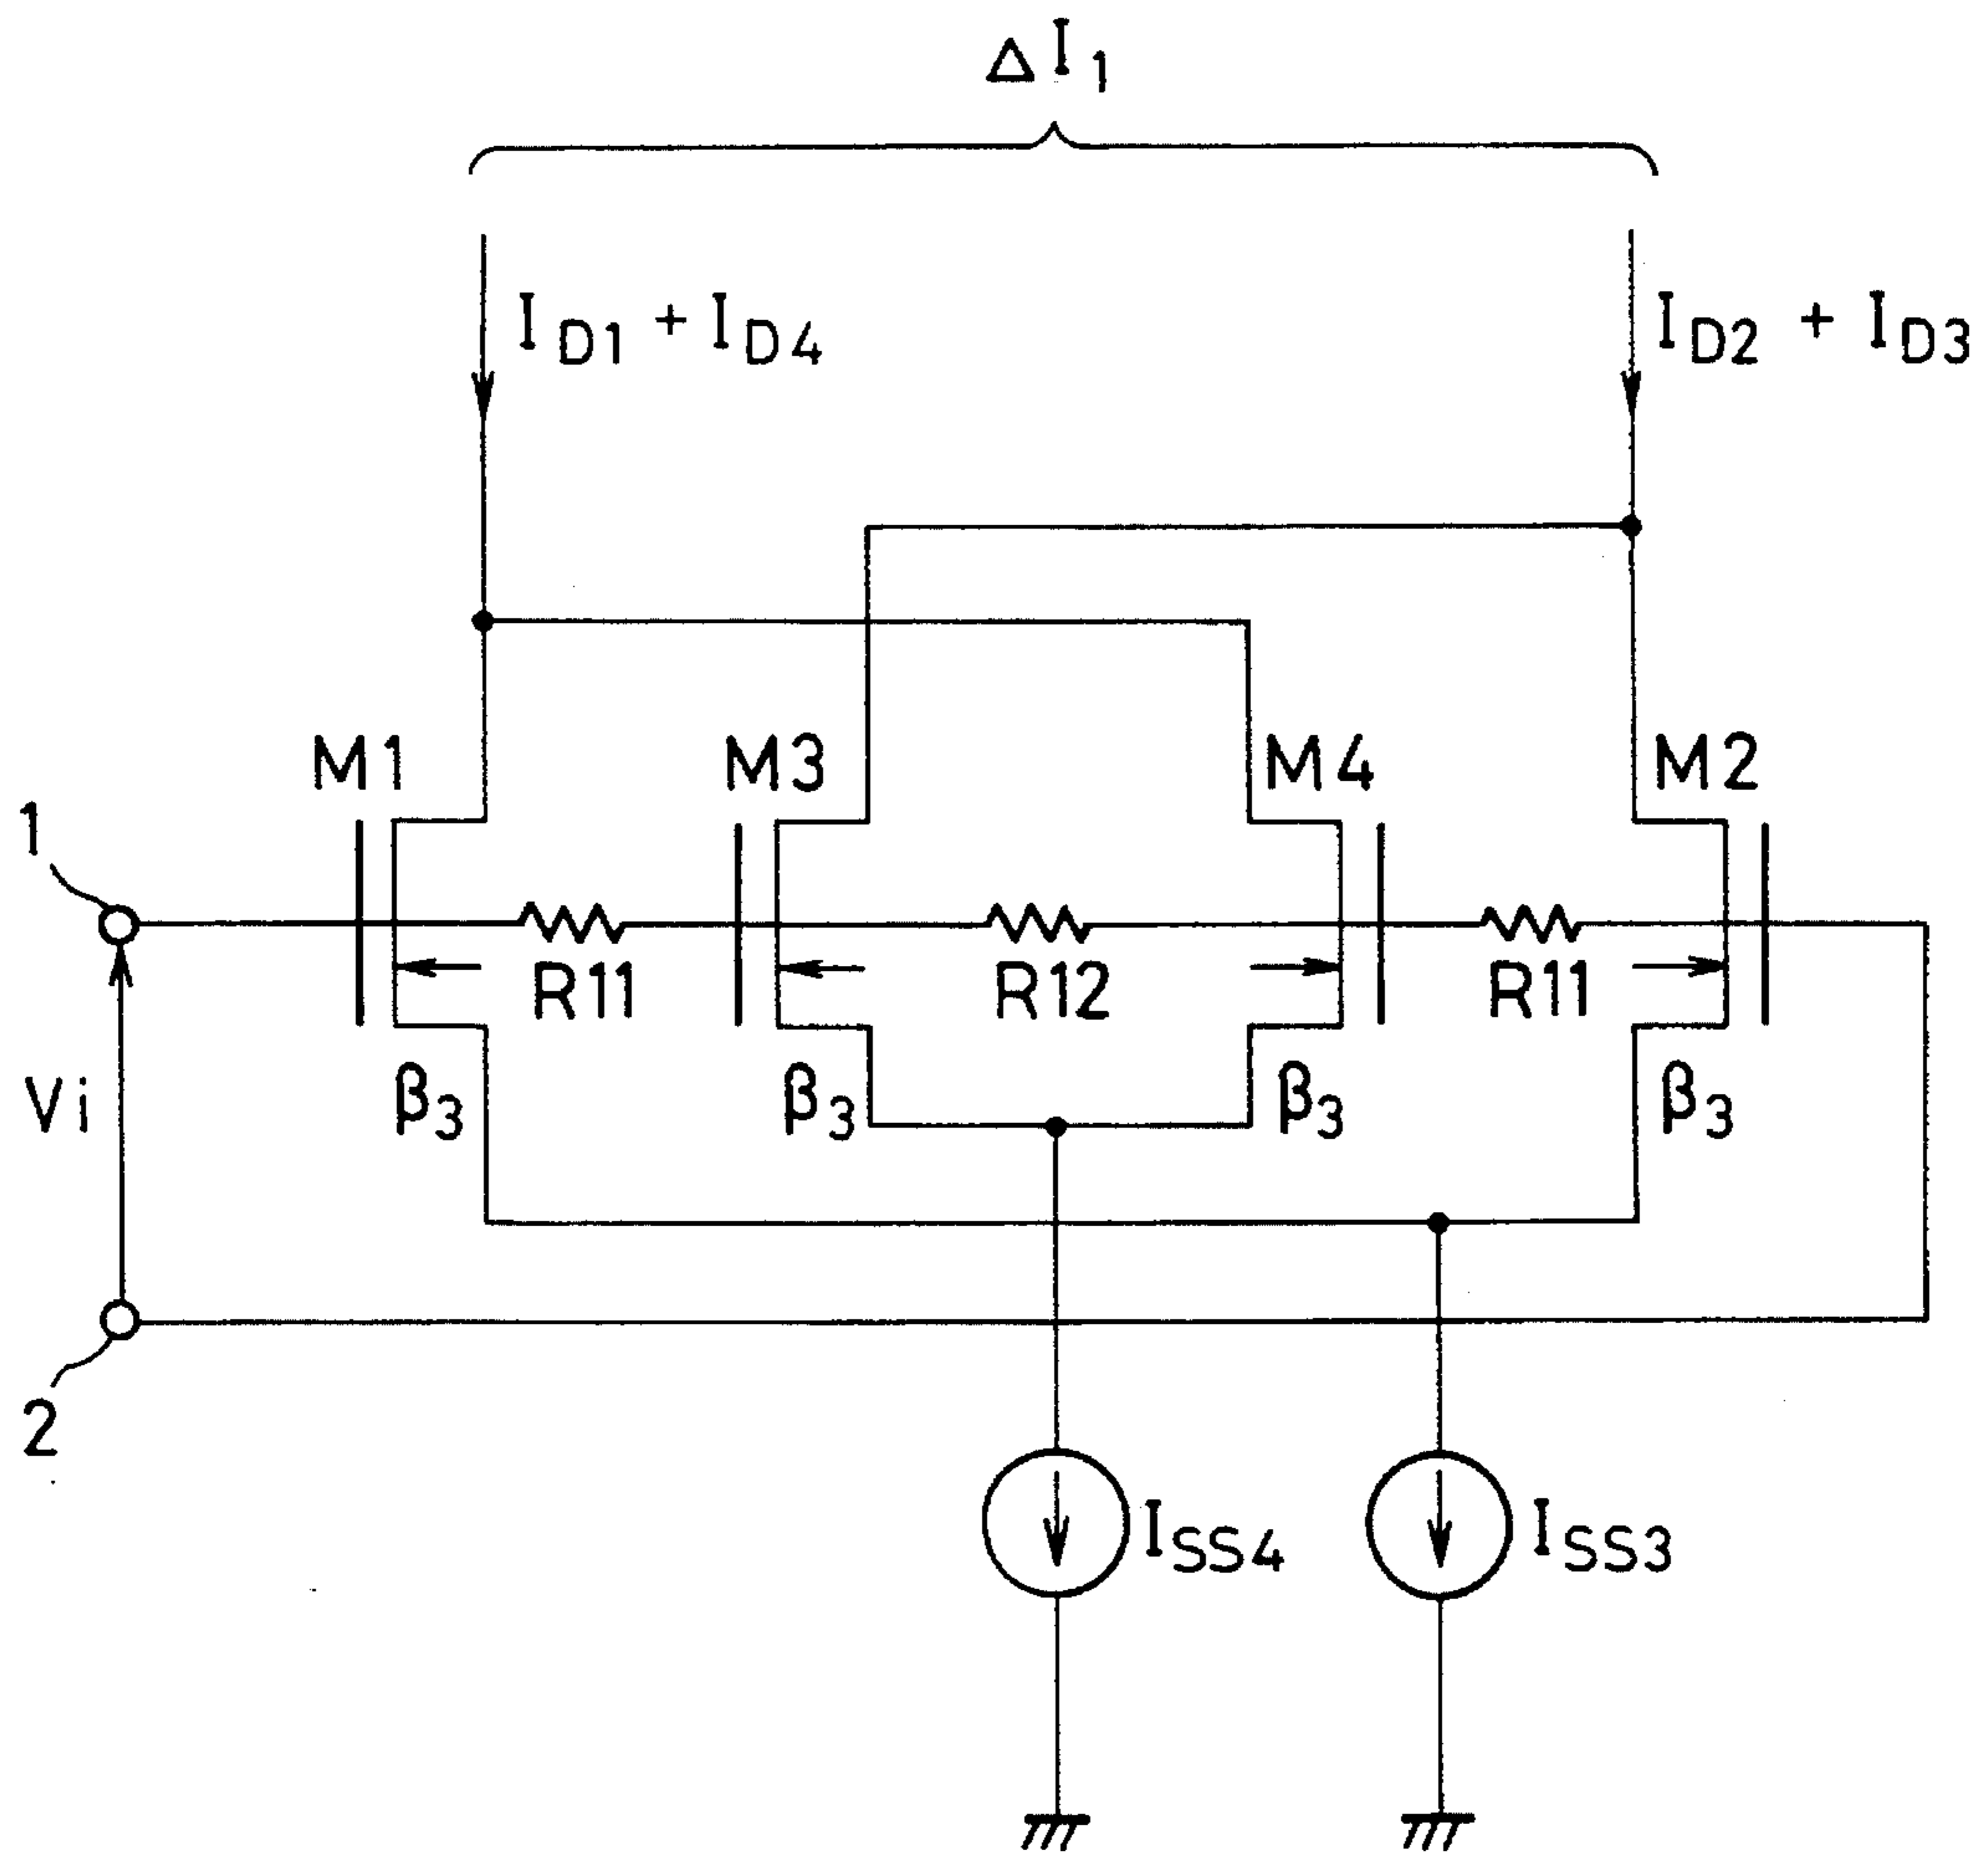 ΔI1
ID1 + ID4
ID2 + ID3
M1
M3
M4
M2
1
R11
R12
R11
β3
β3
β3
β3
Vi
2
ISS4
ISS3